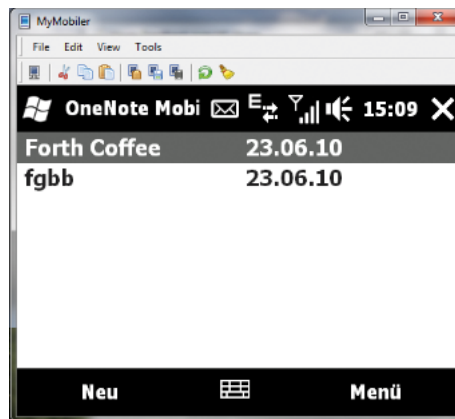 MyMobiler
File Edit View Tools
OneNote Mobi E 15:09
Forth Coffee 23.06.10
fgbb 23.06.10
Neu Menü